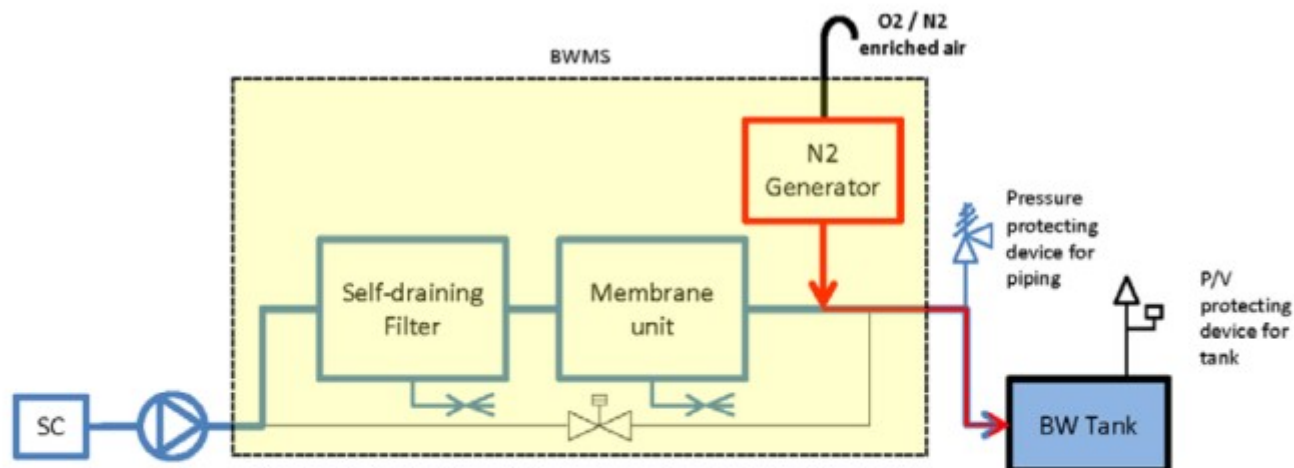 O2 / N2
enriched air
BWMS
N2
Generator
Pressure
protecting
device for
piping
P/V
protecting
device for
tank
Self-draining
Filter
Membrane
unit
SC
BW Tank